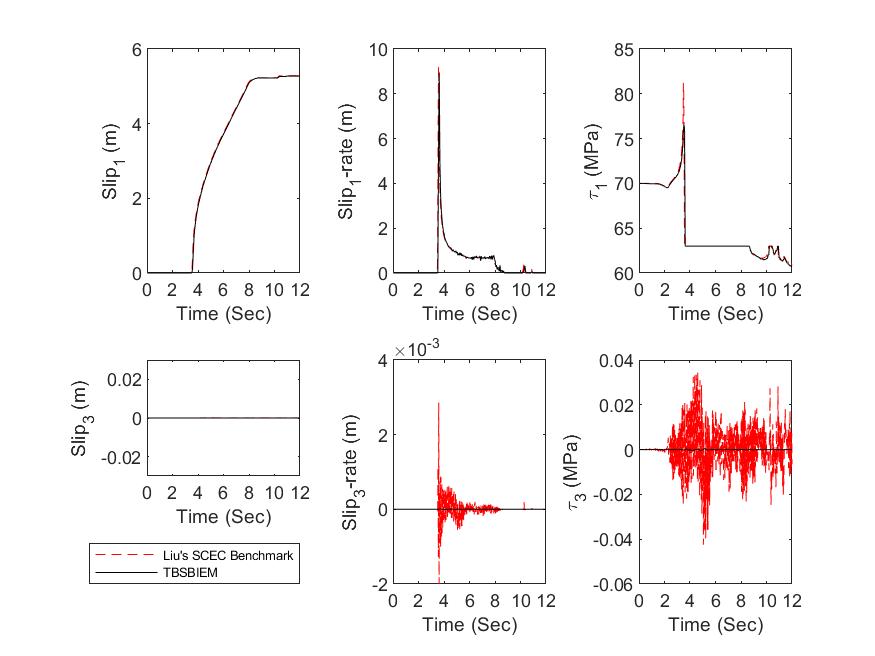 6
4
2
0
Slip1 (m)
0 2 4 6 8 10 12
Time (Sec)
10
8
6
4
2
0
Slip1-rate (m)
0 2 4 6 8 10 12
Time (Sec)
85
80
75
70
65
60
τ1 (MPa)
0 2 4 6 8 10 12
Time (Sec)
0.02
0
-0.02
Slip3 (m)
0 2 4 6 8 10 12
Time (Sec)
×10-3
4
2
0
-2
Slip3-rate (m)
0 2 4 6 8 10 12
Time (Sec)
0.04
0.02
0
-0.02
-0.04
-0.06
τ3 (MPa)
0 2 4 6 8 10 12
Time (Sec)
Liu's SCEC Benchmark
TBSBIEM